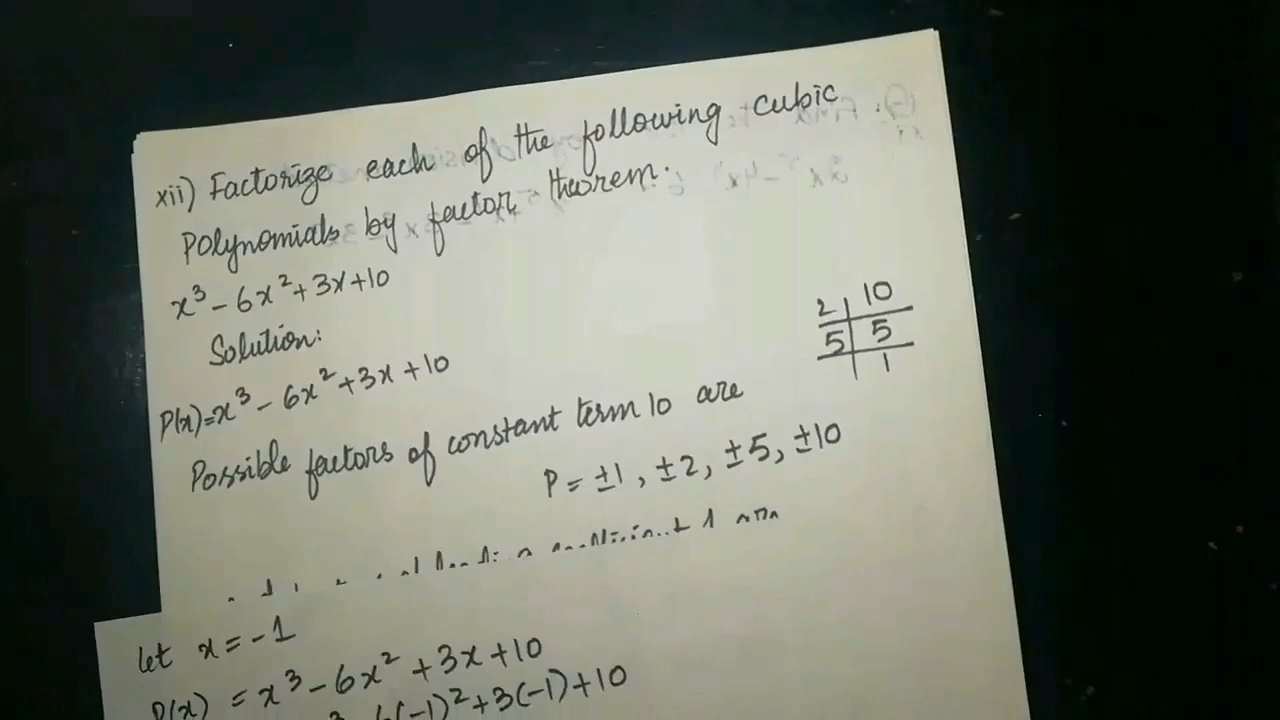 xii) Factorize each of the following cubic
Polynomials by factor theorem.
x³ - 6x² + 3x + 10
Solution:
P(x)= x³ - 6x² + 3x + 10
2 | 10
5 | 5
| 1
Possible factors of constant term 10 are
P = ±1, ±2, ±5, ±10
let x = -1
P(x) = x³ - 6x² + 3x + 10
(-1)² + 3(-1) + 10